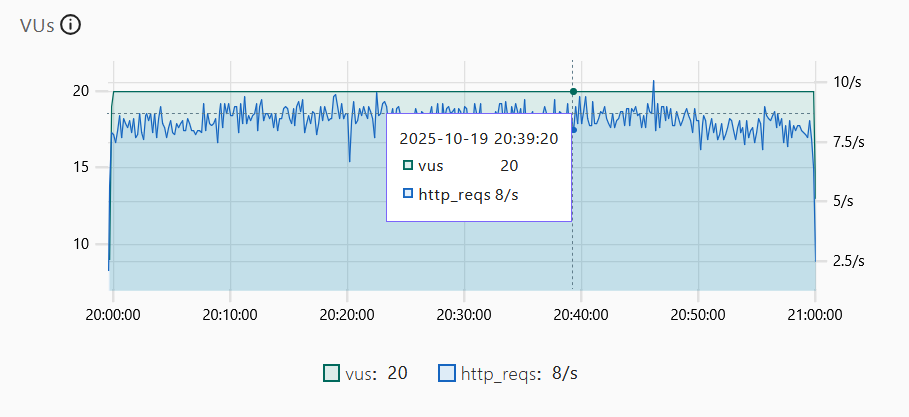 VUs
20
15
10
10/s
7.5/s
5/s
2.5/s
2025-10-19 20:39:20
vus 20
http_reqs 8/s
20:00:00 20:10:00 20:20:00 20:30:00 20:40:00 20:50:00 21:00:00
vus: 20 http_reqs: 8/s